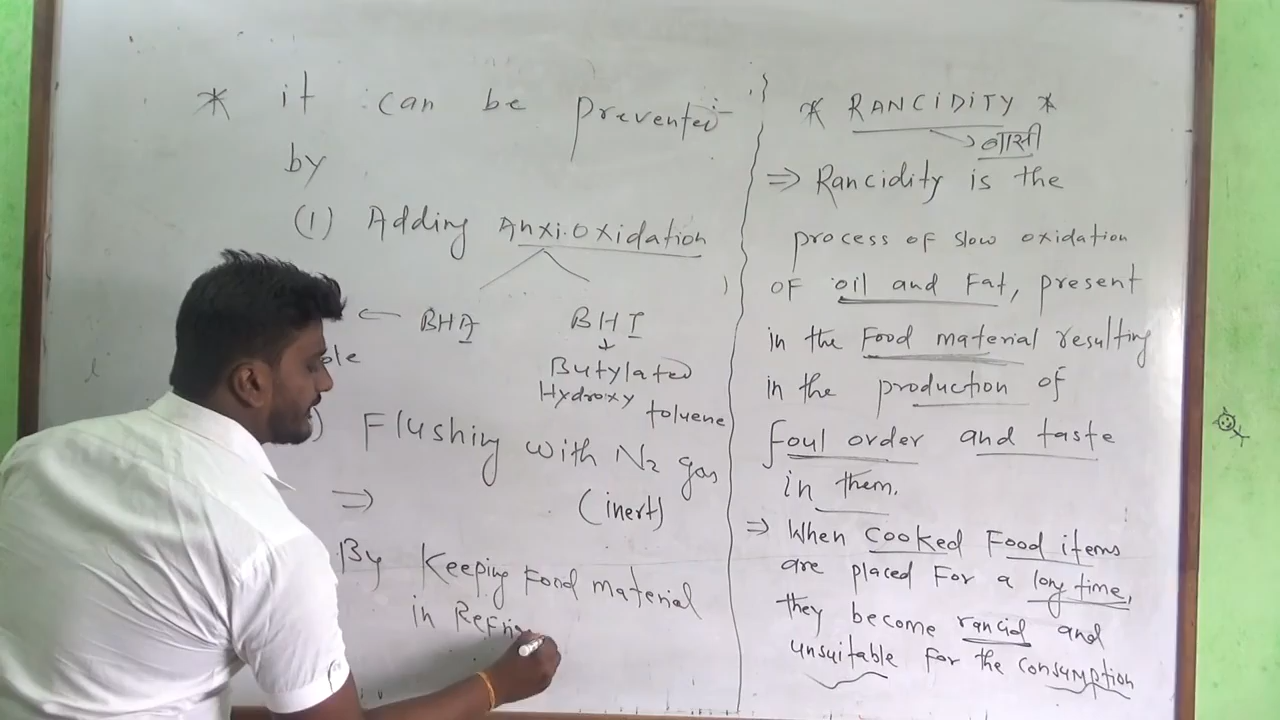 * it can be Prevented
by
(1) Adding Anxi.Oxidation
← BHA BHT
ole
Butylated
Hydroxy toluene
) Flushing with N2 gas
⇒ (inert)
By Keeping Food material
in Refri
* RANCIDITY *
→ बासी
⇒ Rancidity is the
process of slow oxidation
of oil and Fat, present
in the Food material resulting
in the production of
foul order and taste
in them.
⇒ When cooked Food items
are placed For a long time,
they become rancid and
unsuitable for the consumption